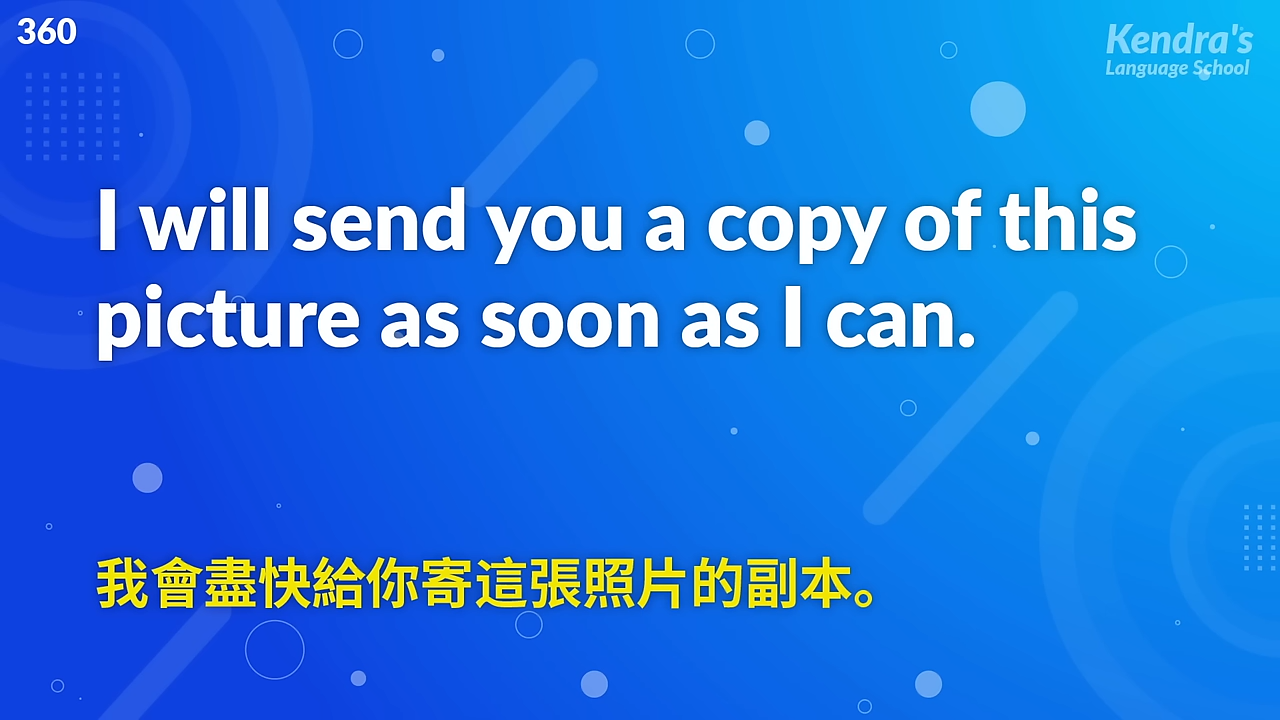 360
Kendra's
Language School
I will send you a copy of this
picture as soon as I can.
我會盡快給你寄這張照片的副本。